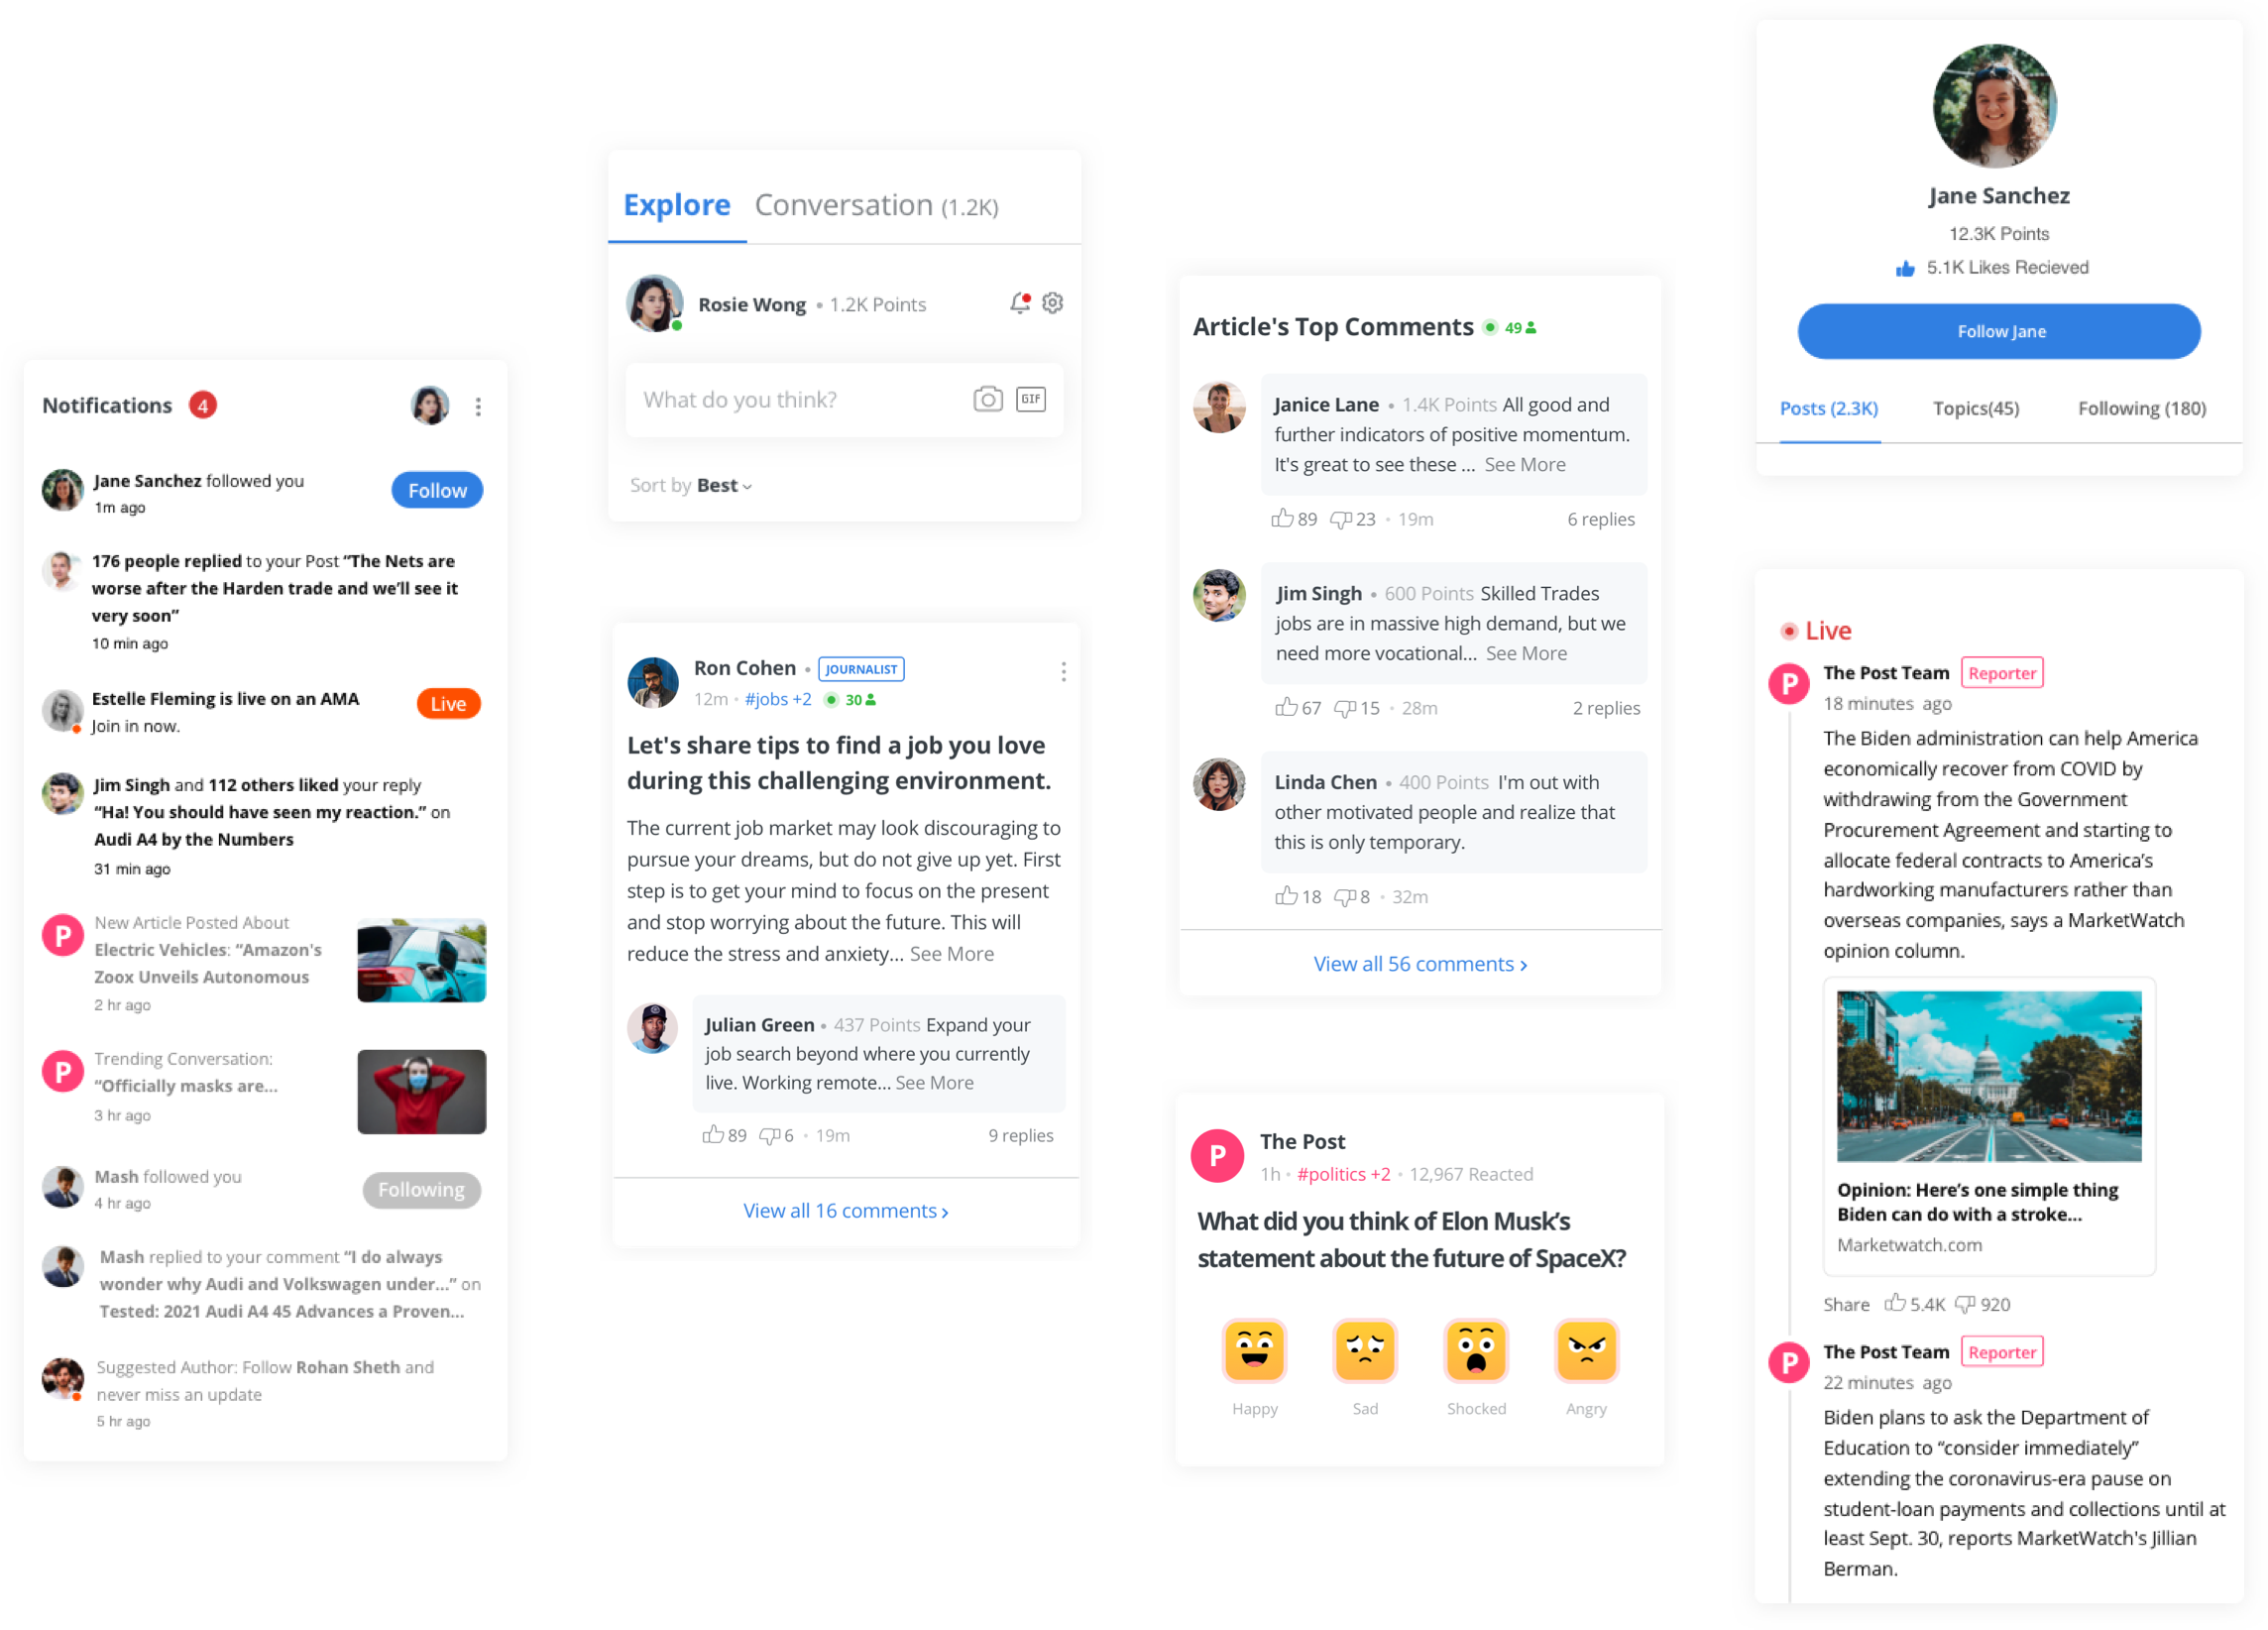 Notifications 4
Jane Sanchez followed you
1m ago
Follow
176 people replied to your Post “The Nets are
worse after the Harden trade and we’ll see it
very soon”
10 min ago
Estelle Fleming is live on an AMA
Join in now.
Live
Jim Singh and 112 others liked your reply
“Ha! You should have seen my reaction.” on
Audi A4 by the Numbers
31 min ago
P
New Article Posted About
Electric Vehicles: “Amazon's
Zoox Unveils Autonomous
2 hr ago
P
Trending Conversation:
“Officially masks are...
3 hr ago
Mash followed you
4 hr ago
Following
Mash replied to your comment “I do always
wonder why Audi and Volkswagen under...” on
Tested: 2021 Audi A4 45 Advances a Proven...
Suggested Author: Follow Rohan Sheth and
never miss an update
5 hr ago
Explore Conversation (1.2K)
Rosie Wong • 1.2K Points
What do you think?
GIF
Sort by Best
Ron Cohen • JOURNALIST
12m • #jobs +2 30
Let's share tips to find a job you love
during this challenging environment.
The current job market may look discouraging to
pursue your dreams, but do not give up yet. First
step is to get your mind to focus on the present
and stop worrying about the future. This will
reduce the stress and anxiety... See More
Julian Green • 437 Points Expand your
job search beyond where you currently
live. Working remote... See More
89 6 • 19m 9 replies
View all 16 comments ›
Article's Top Comments 49
Janice Lane • 1.4K Points All good and
further indicators of positive momentum.
It's great to see these ... See More
89 23 • 19m 6 replies
Jim Singh • 600 Points Skilled Trades
jobs are in massive high demand, but we
need more vocational... See More
67 15 • 28m 2 replies
Linda Chen • 400 Points I'm out with
other motivated people and realize that
this is only temporary.
18 8 • 32m
View all 56 comments ›
P
The Post
1h • #politics +2 • 12,967 Reacted
What did you think of Elon Musk’s
statement about the future of SpaceX?
Happy Sad Shocked Angry
Jane Sanchez
12.3K Points
5.1K Likes Recieved
Follow Jane
Posts (2.3K) Topics(45) Following (180)
Live
P
The Post Team Reporter
18 minutes ago
The Biden administration can help America
economically recover from COVID by
withdrawing from the Government
Procurement Agreement and starting to
allocate federal contracts to America’s
hardworking manufacturers rather than
overseas companies, says a MarketWatch
opinion column.
Opinion: Here’s one simple thing
Biden can do with a stroke...
Marketwatch.com
Share 5.4K 920
P
The Post Team Reporter
22 minutes ago
Biden plans to ask the Department of
Education to “consider immediately”
extending the coronavirus-era pause on
student-loan payments and collections until at
least Sept. 30, reports MarketWatch's Jillian
Berman.